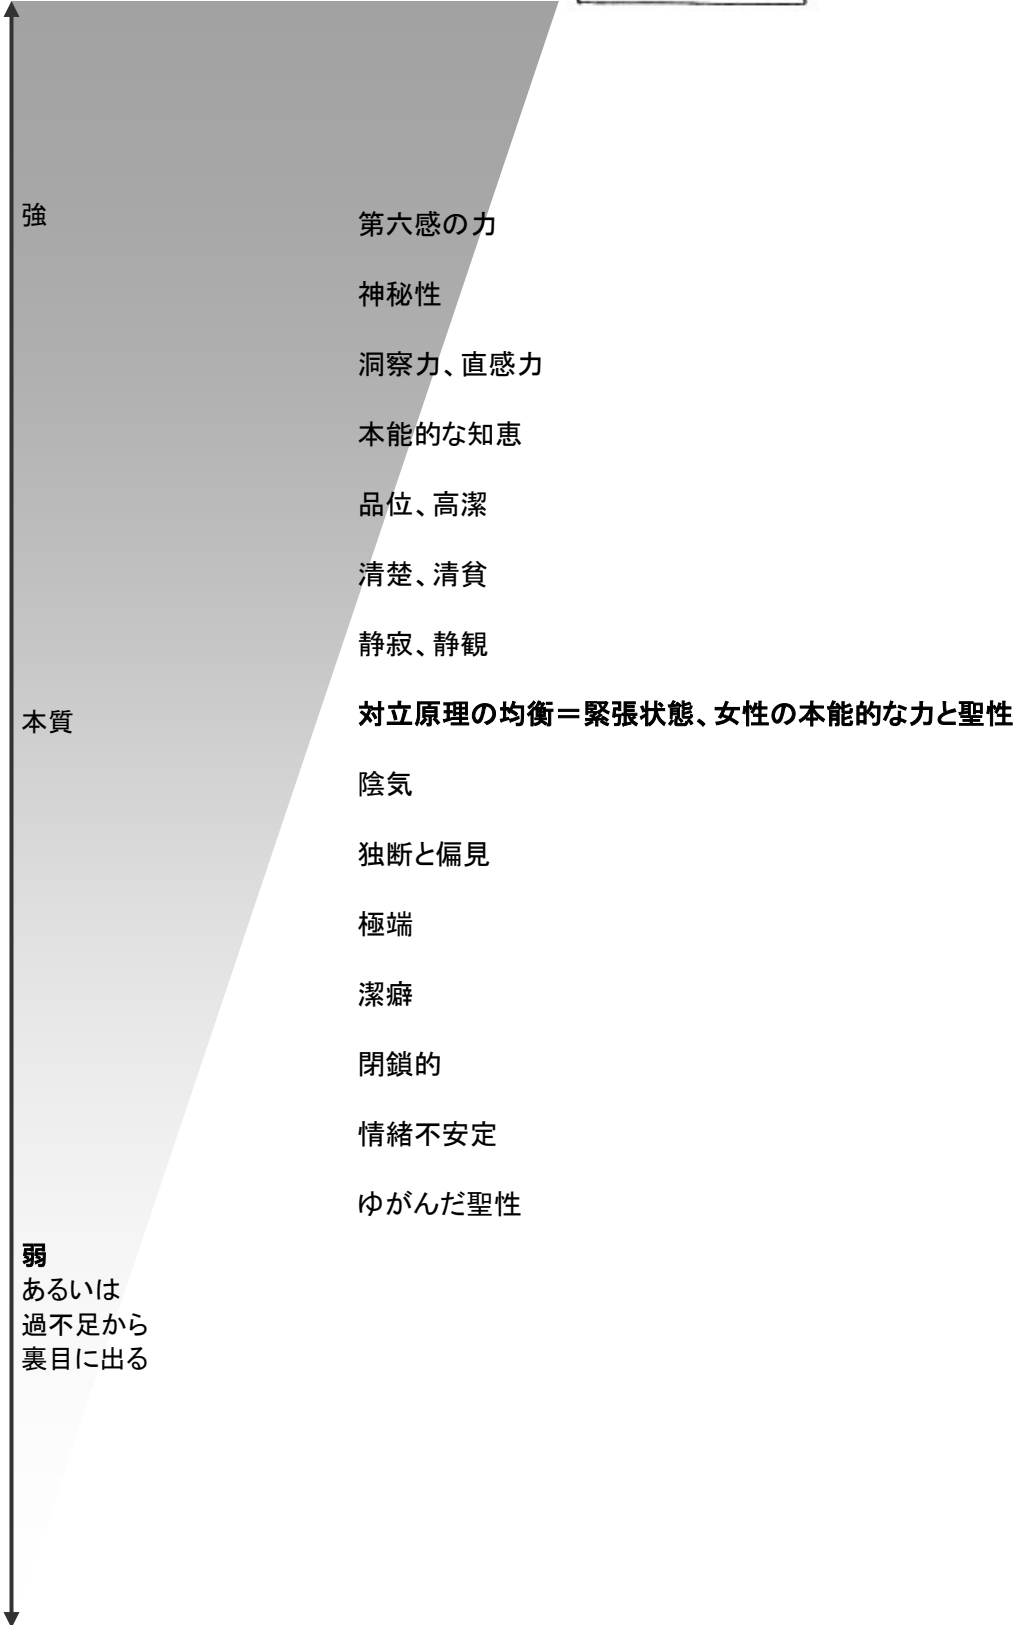 強
第六感の力
神秘性
洞察力、直感力
本能的な知恵
品位、高潔
清楚、清貧
静寂、静観
本質
対立原理の均衡＝緊張状態、女性の本能的な力と聖性
陰気
独断と偏見
極端
潔癖
閉鎖的
情緒不安定
ゆがんだ聖性
弱
あるいは
過不足から
裏目に出る